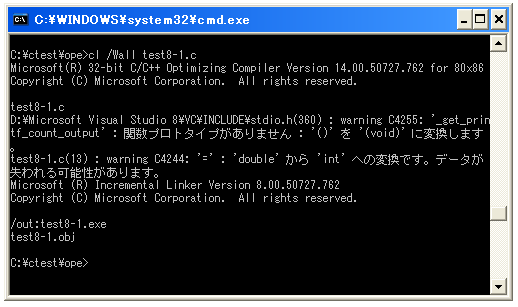 C:¥WINDOWS¥system32¥cmd.exe
C:¥ctest¥ope>cl /Wall test8-1.c
Microsoft(R) 32-bit C/C++ Optimizing Compiler Version 14.00.50727.762 for 80x86
Copyright (C) Microsoft Corporation.  All rights reserved.
test8-1.c
D:¥Microsoft Visual Studio 8¥VC¥INCLUDE¥stdio.h(360) : warning C4255: '_get_prin
tf_count_output' : 関数プロトタイプがありません : '()' を '(void)' に変換します
。
test8-1.c(13) : warning C4244: '=' : 'double' から 'int' への変換です。データが
失われる可能性があります。
Microsoft (R) Incremental Linker Version 8.00.50727.762
Copyright (C) Microsoft Corporation.  All rights reserved.
/out:test8-1.exe
test8-1.obj
C:¥ctest¥ope>